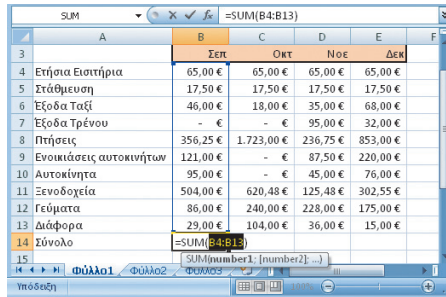 SUM fx =SUM(B4:B13)
A B C D E F
3 Σεπ Οκτ Νοε Δεκ
4 Ετήσια Εισιτήρια 65,00 € 65,00 € 65,00 € 65,00 €
5 Στάθμευση 17,50 € 17,50 € 17,50 € 17,50 €
6 Έξοδα Ταξί 46,00 € 18,00 € 35,00 € 68,00 €
7 Έξοδα Τρένου - € - € 95,00 € 32,00 €
8 Πτήσεις 356,25 € 1.723,00 € 236,75 € 853,00 €
9 Ενοικιάσεις αυτοκινήτων 121,00 € - € 87,50 € 220,00 €
10 Αυτοκίνητα 95,00 € - € 45,00 € 76,00 €
11 Ξενοδοχεία 504,00 € 620,48 € 125,48 € 302,55 €
12 Γεύματα 86,00 € 240,00 € 228,00 € 175,00 €
13 Διάφορα 29,00 € 104,00 € 36,00 € 15,00 €
14 Σύνολο =SUM(B4:B13)
15 SUM(number1; [number2]; ...)
Φύλλο1 Φύλλο2 Φύλλο3
Υπόδειξη 100%